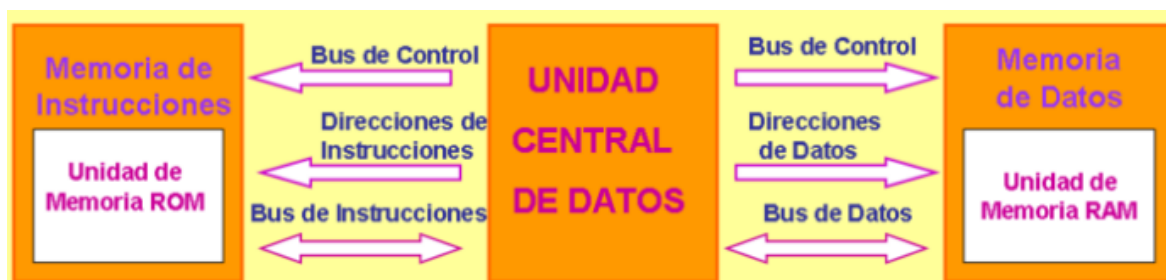 Memoria de
Instrucciones
Unidad de
Memoria ROM
Bus de Control
Direcciones de
Instrucciones
Bus de Instrucciones
UNIDAD
CENTRAL
DE DATOS
Bus de Control
Direcciones
de Datos
Bus de Datos
Memoria
de Datos
Unidad de
Memoria RAM